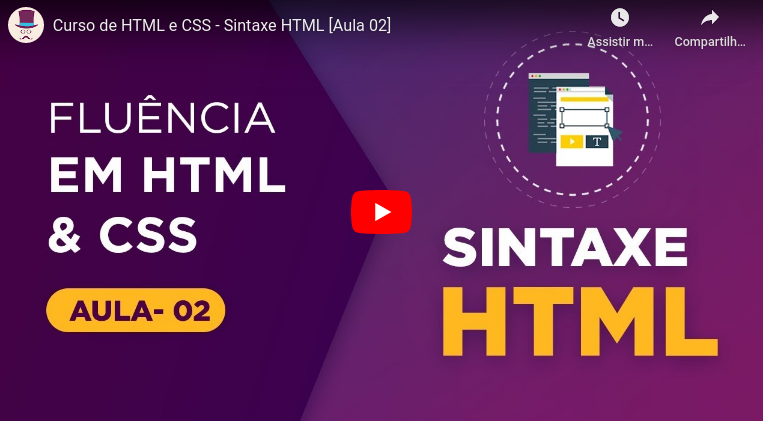 Curso de HTML e CSS - Sintaxe HTML [Aula 02]
Assistir m...
Compartilh...
FLUÊNCIA
EM HTML
& CSS
AULA- 02
T
SINTAXE
HTML